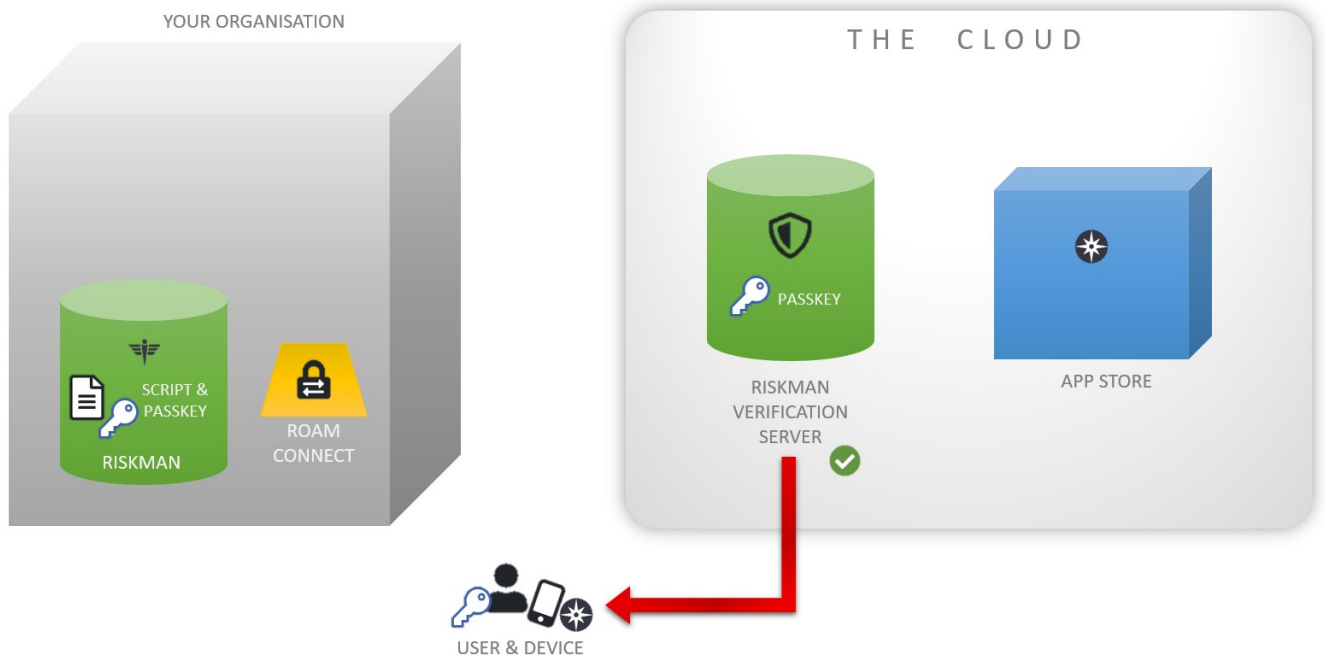 YOUR ORGANISATION
THE CLOUD
SCRIPT &
PASSKEY
RISKMAN
ROAM
CONNECT
PASSKEY
RISKMAN
VERIFICATION
SERVER
APP STORE
USER & DEVICE